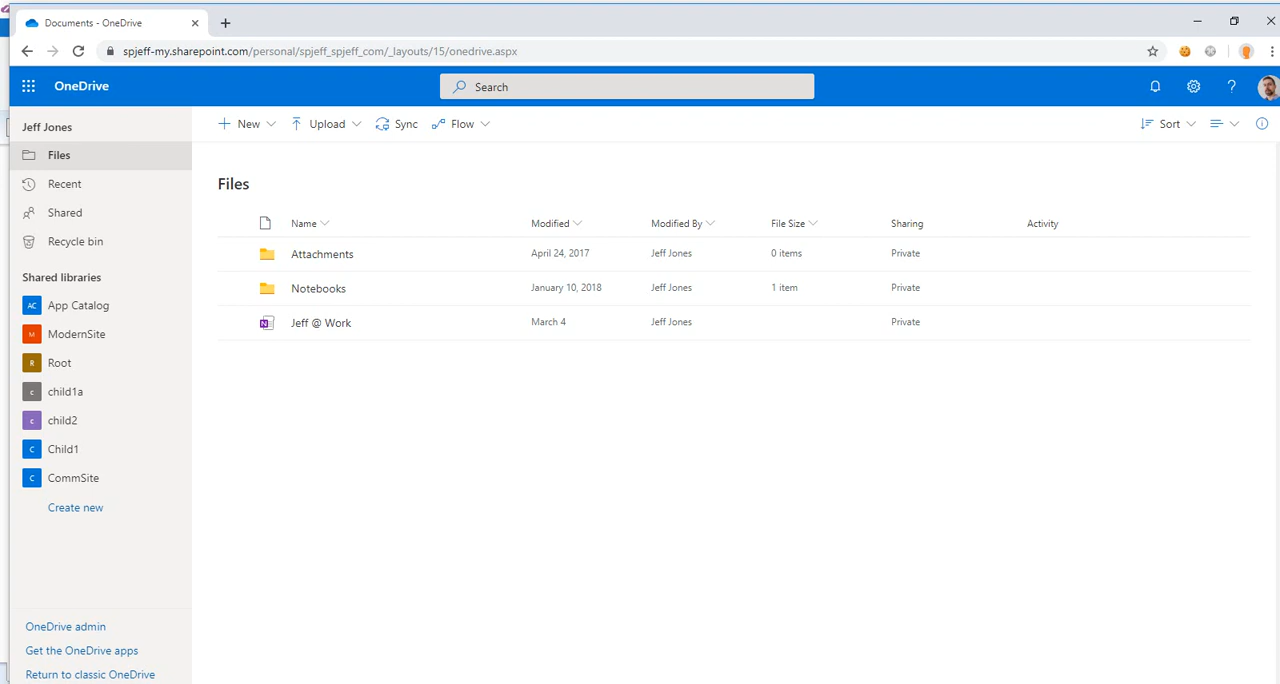 Documents - OneDrive
spjeff-my.sharepoint.com/personal/spjeff_spjeff_com/_layouts/15/onedrive.aspx
OneDrive
Search
?
Jeff Jones
Files
Recent
Shared
Recycle bin
Shared libraries
AC App Catalog
M ModernSite
R Root
c child1a
c child2
C Child1
C CommSite
Create new
OneDrive admin
Get the OneDrive apps
Return to classic OneDrive
New Upload Sync Flow Sort
Files
Name Modified Modified By File Size Sharing Activity
Attachments April 24, 2017 Jeff Jones 0 items Private
Notebooks January 10, 2018 Jeff Jones 1 item Private
N Jeff @ Work March 4 Jeff Jones Private